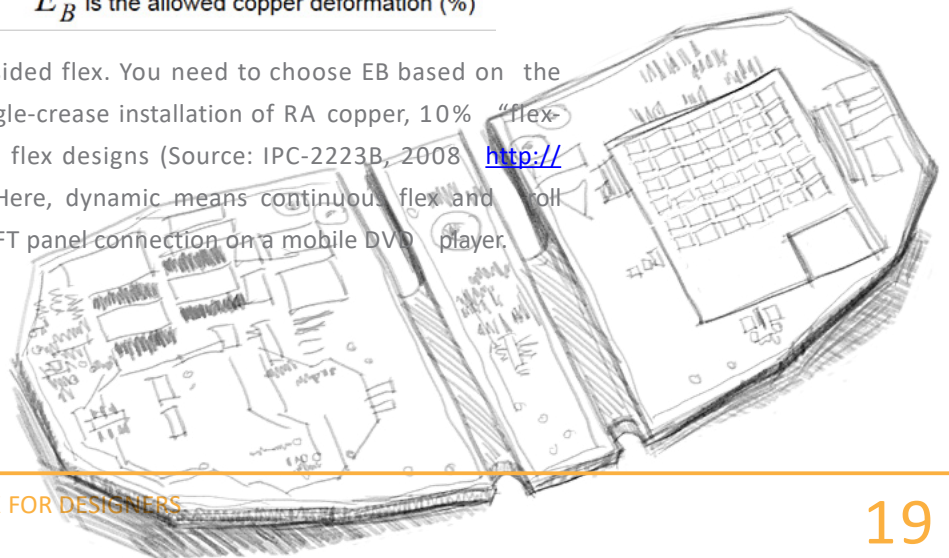 E_B is the allowed copper deformation (%)
sided flex. You need to choose EB based on the
gle-crease installation of RA copper, 10% "flex-
flex designs (Source: IPC-2223B, 2008 http://
Here, dynamic means continuous flex and roll
FT panel connection on a mobile DVD player.
FOR DESIGNERS
19